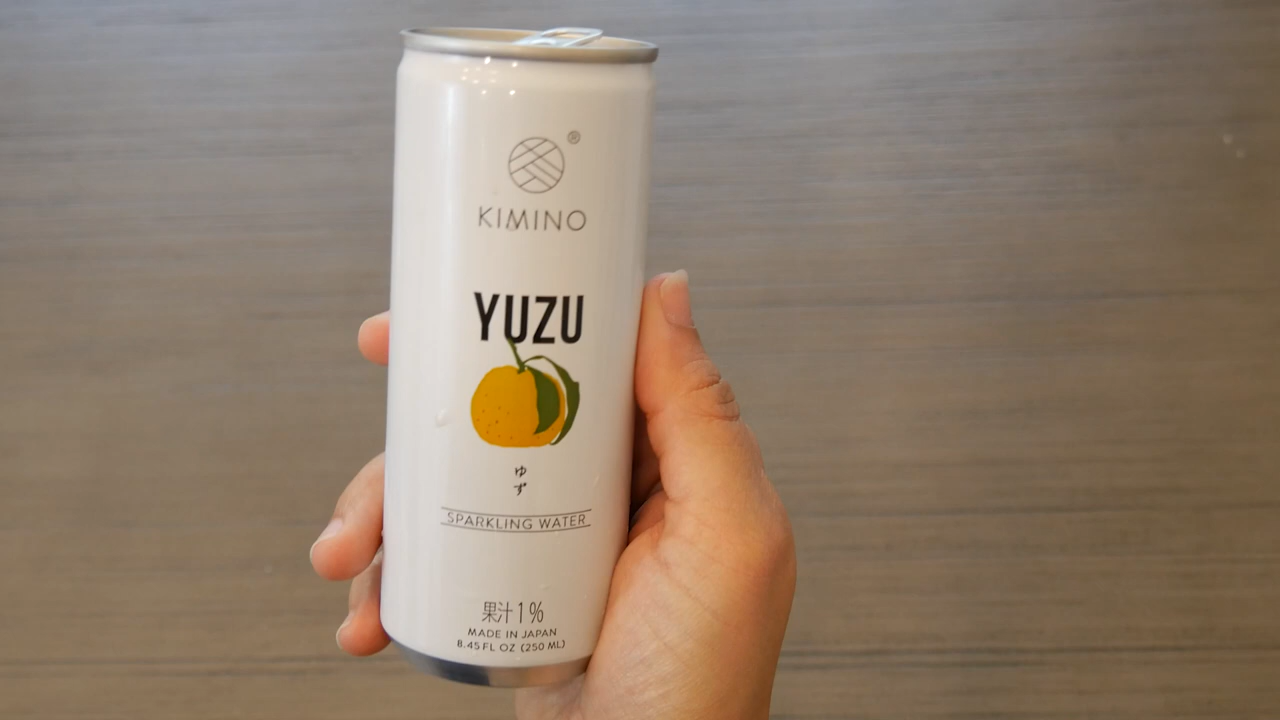 ®
KIMINO
YUZU
ゆず
SPARKLING WATER
果汁1%
MADE IN JAPAN
8.45 FL OZ (250 ML)